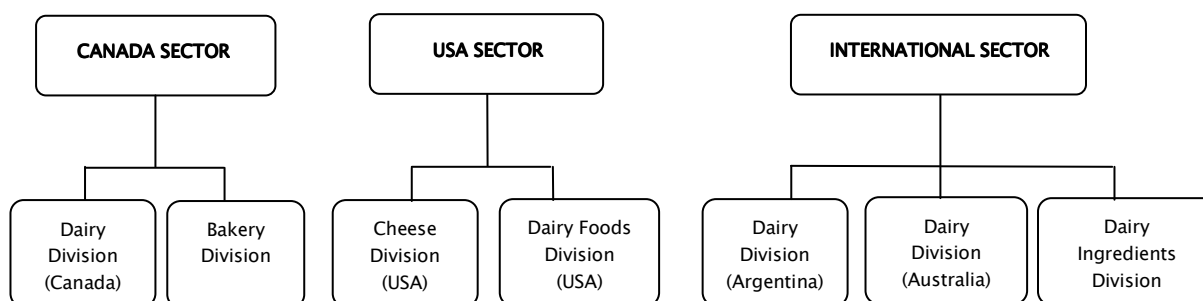 CANADA SECTOR
USA SECTOR
INTERNATIONAL SECTOR
Dairy
Division
(Canada)
Bakery
Division
Cheese
Division
(USA)
Dairy Foods
Division
(USA)
Dairy
Division
(Argentina)
Dairy
Division
(Australia)
Dairy
Ingredients
Division